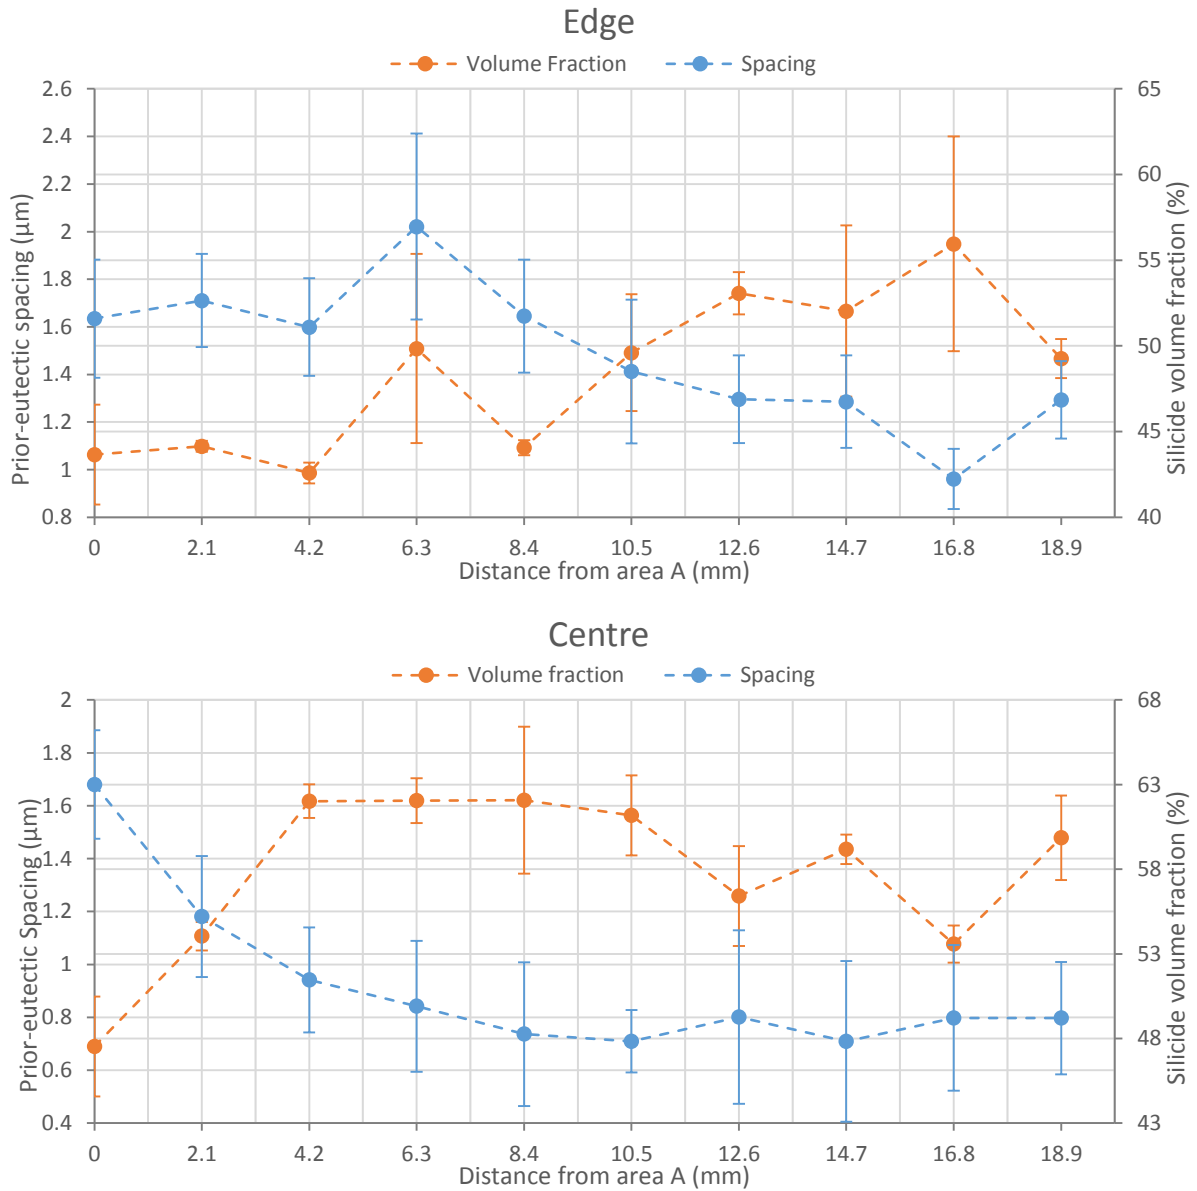 Edge
Volume Fraction Spacing
Prior-eutectic spacing (µm)
2.6
2.4
2.2
2
1.8
1.6
1.4
1.2
1
0.8
65
60
55
50
45
40
Silicide volume fraction (%)
0 2.1 4.2 6.3 8.4 10.5 12.6 14.7 16.8 18.9
Distance from area A (mm)
Centre
Volume fraction Spacing
Prior-eutectic Spacing (µm)
2
1.8
1.6
1.4
1.2
1
0.8
0.6
0.4
68
63
58
53
48
43
Silicide volume fraction (%)
0 2.1 4.2 6.3 8.4 10.5 12.6 14.7 16.8 18.9
Distance from area A (mm)